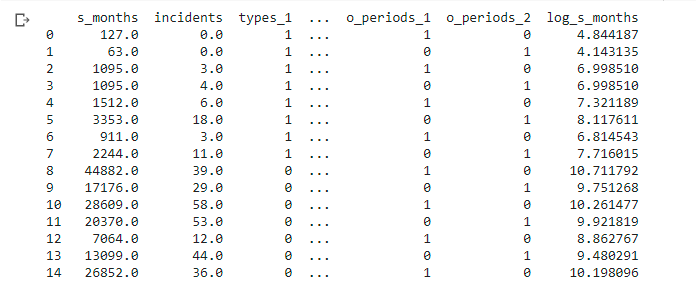 s_months incidents types_1 ... o_periods_1 o_periods_2 log_s_months
0 127.0 0.0 1 ... 1 0 4.844187
1 63.0 0.0 1 ... 0 1 4.143135
2 1095.0 3.0 1 ... 1 0 6.998510
3 1095.0 4.0 1 ... 0 1 6.998510
4 1512.0 6.0 1 ... 1 0 7.321189
5 3353.0 18.0 1 ... 0 1 8.117611
6 911.0 3.0 1 ... 1 0 6.814543
7 2244.0 11.0 1 ... 0 1 7.716015
8 44882.0 39.0 0 ... 1 0 10.711792
9 17176.0 29.0 0 ... 0 1 9.751268
10 28609.0 58.0 0 ... 1 0 10.261477
11 20370.0 53.0 0 ... 0 1 9.921819
12 7064.0 12.0 0 ... 1 0 8.862767
13 13099.0 44.0 0 ... 0 1 9.480291
14 26852.0 36.0 0 ... 1 0 10.198096